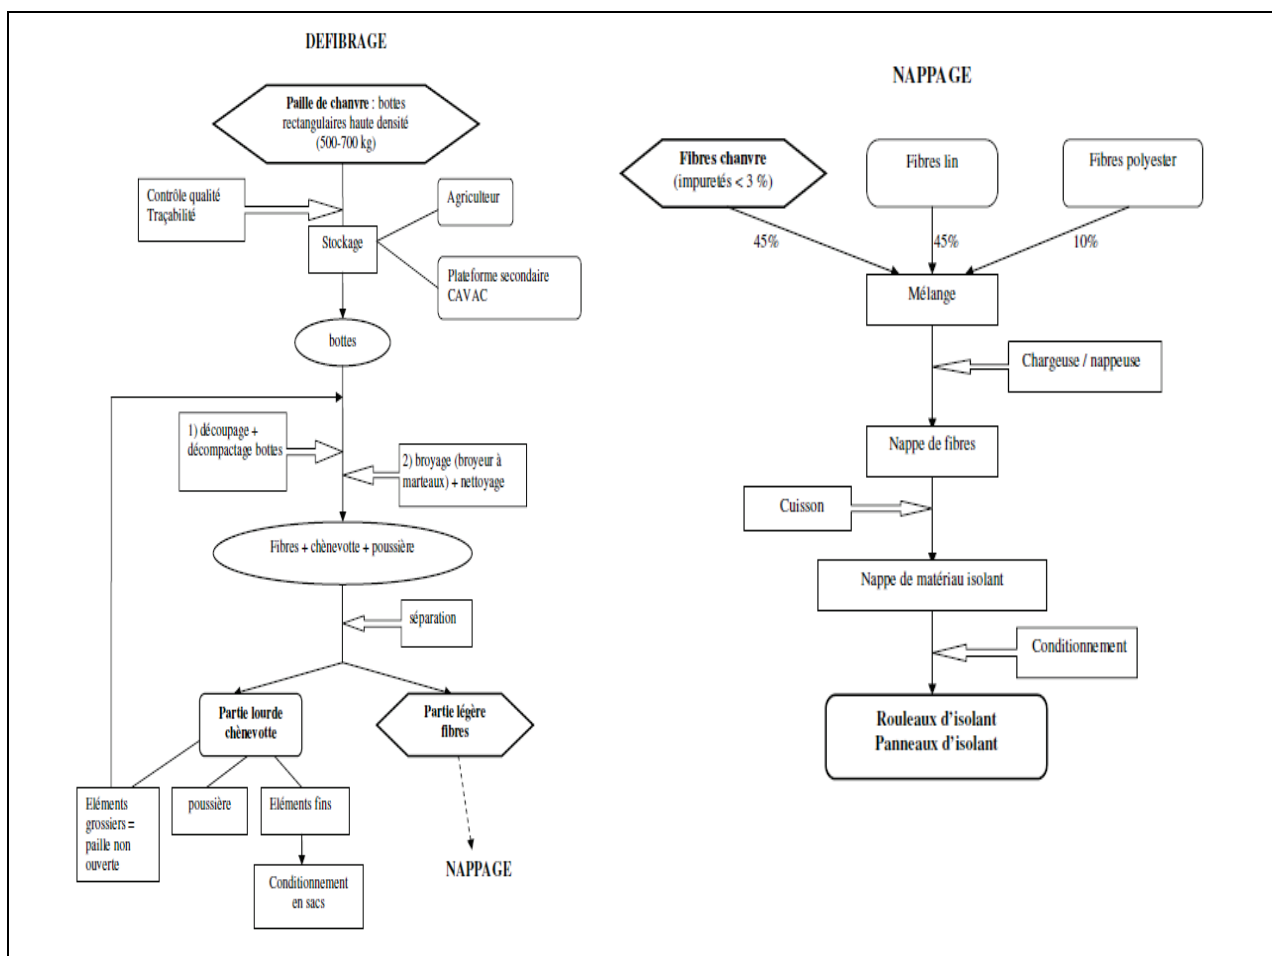 DEFIBRAGE
Paille de chanvre : bottes
rectangulaires haute densité
(500-700 kg)
Contrôle qualité
Traçabilité
Agriculteur
Stockage
Plateforme secondaire
CAVAC
bottes
1) découpage +
décompactage bottes
2) broyage (broyeur à
marteaux) + nettoyage
Fibres + chènevotte + poussière
séparation
Partie lourde
chènevotte
Partie légère
fibres
Eléments
grossiers =
paille non
ouverte
poussière
Eléments fins
Conditionnement
en sacs
NAPPAGE
NAPPAGE
Fibres chanvre
(impuretés < 3 %)
Fibres lin
Fibres polyester
45%
45%
10%
Mélange
Chargeuse / nappeuse
Nappe de fibres
Cuisson
Nappe de matériau isolant
Conditionnement
Rouleaux d'isolant
Panneaux d'isolant